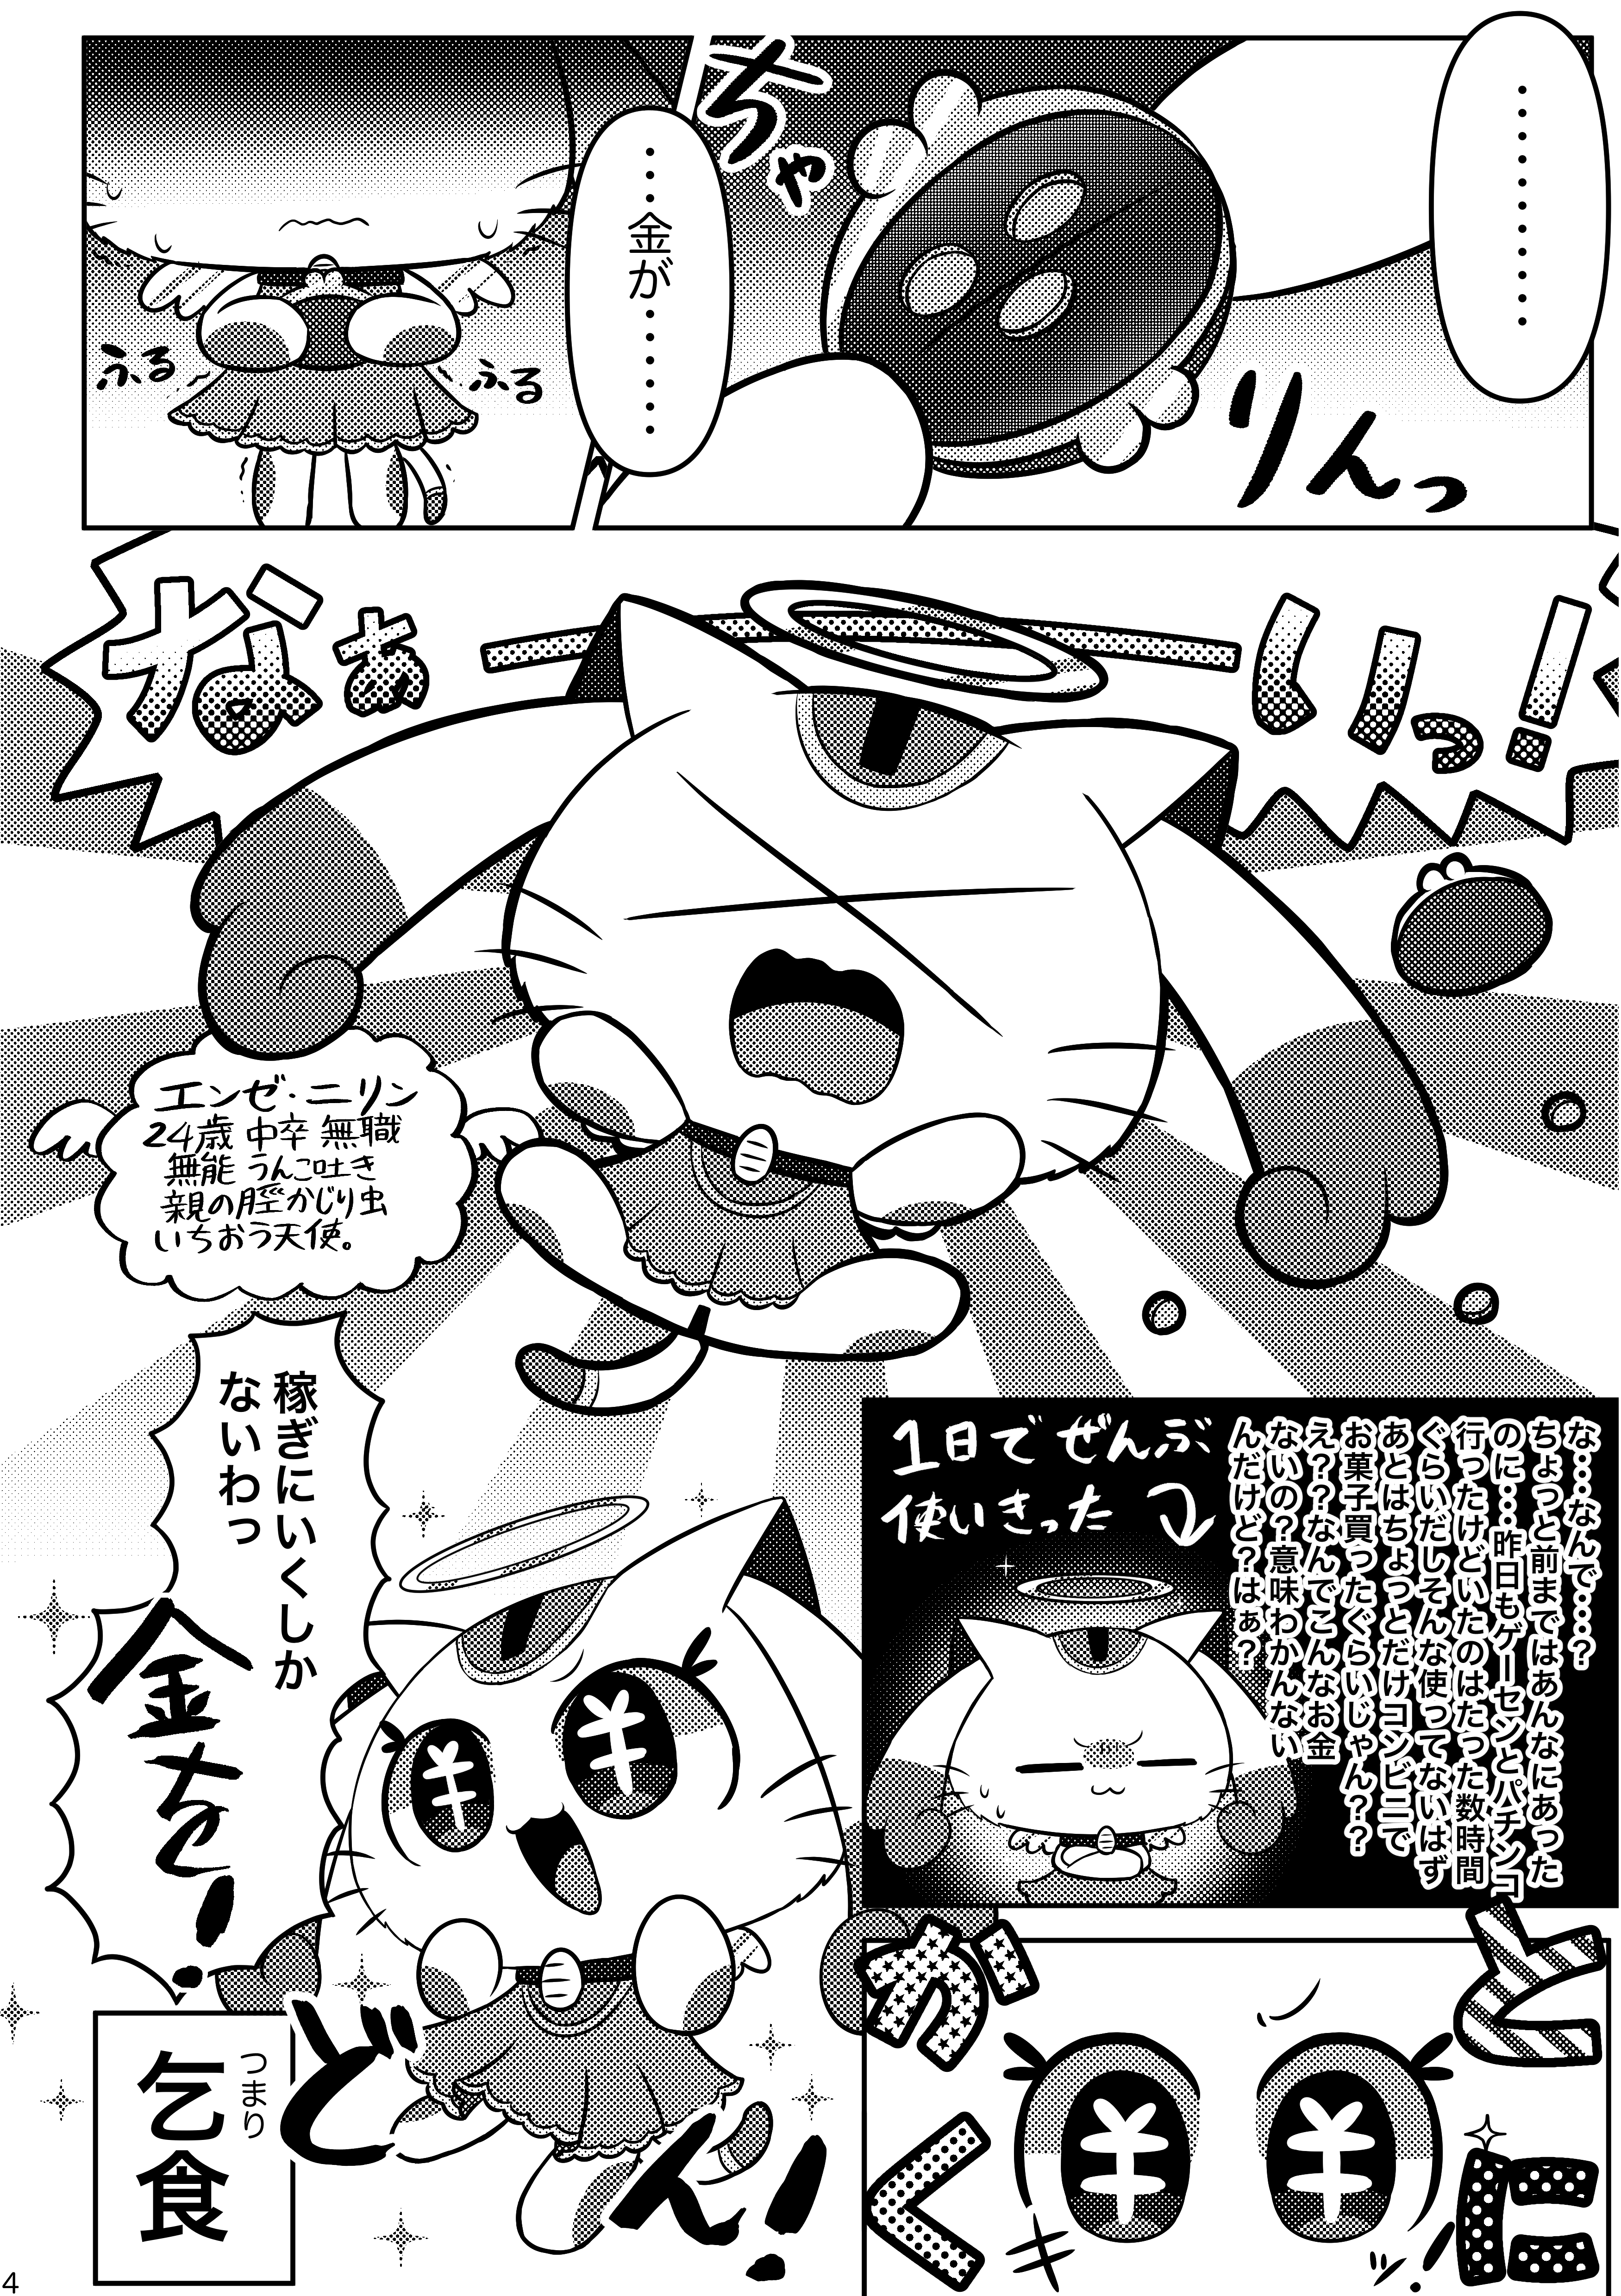 …………
ちゃ
りんっ
…金が……
ふる
ふる
なぁーいっ!
エンゼ・ニリン
24歳 中卒 無職
無能 うんこ吐き
親の脛かじり虫
いちおう天使。
な……なんで……?
ちょっと前まではあんなにあった
のに……昨日もゲーセンとパチンコ
行ったけどいたのはたった数時間
ぐらいだしそんな使ってないはず
あとはちょっとだけコンビニで
お菓子買ったぐらいじゃん??
え???なんでこんなお金
ないの?意味わかんない
んだけど?はぁ?
1日でぜんぶ
使いきった
とにかく
稼ぎにいくしか
ないわっ
金を!
どん!
つまり
乞食
4